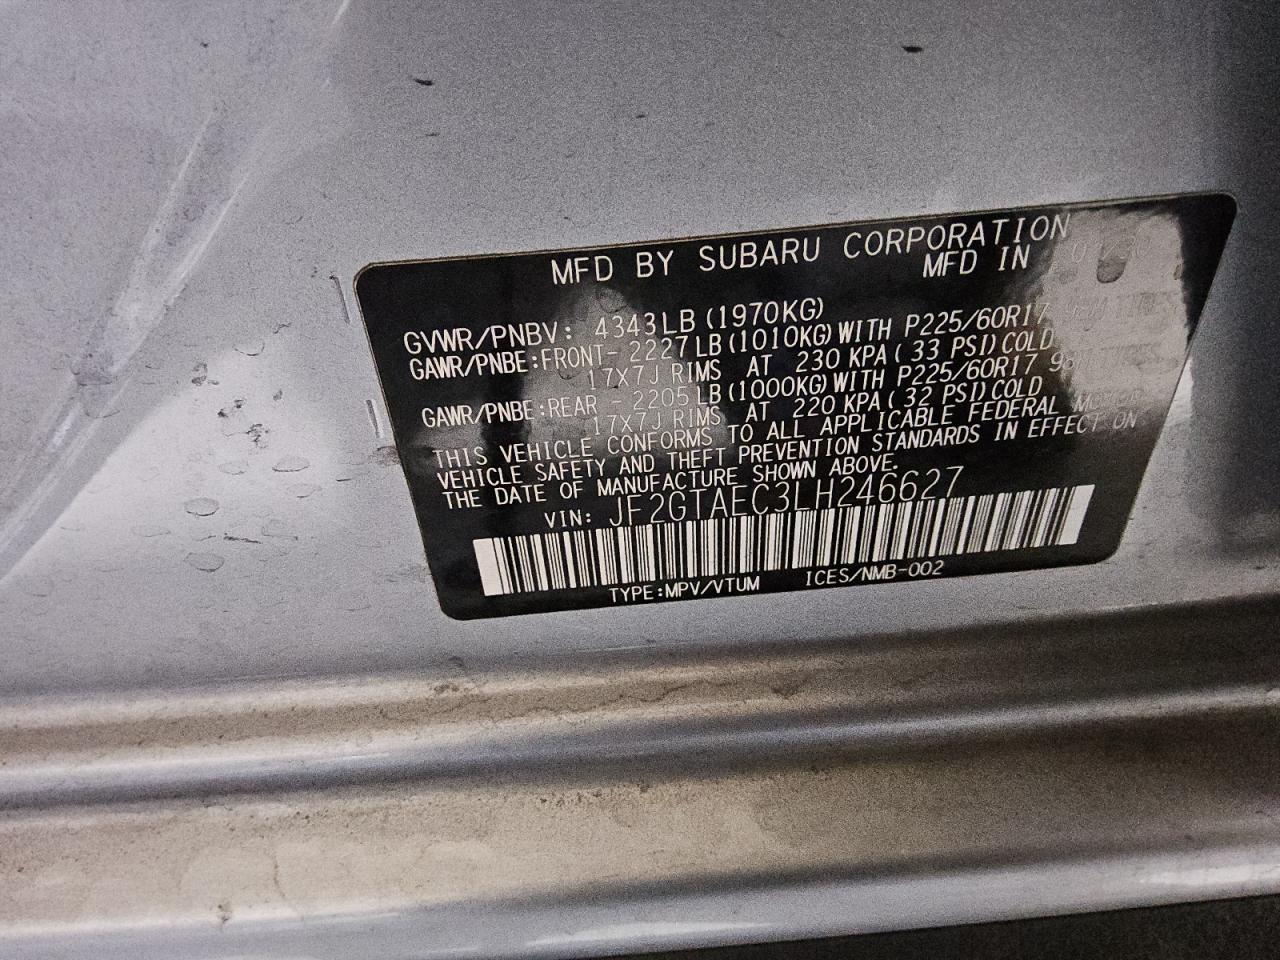 MFD BY SUBARU CORPORATION
MFD IN
GVWR/PNBV: 4343LB (1970KG)
GAWR/PNBE:FRONT- 2227LB (1010KG) WITH P225/60R17
17X7J RIMS AT 230 KPA ( 33 PSI) COLD
GAWR/PNBE:REAR - 2205LB (1000KG) WITH P225/60R17
17X7J RIMS AT 220 KPA ( 32 PSI) COLD
THIS VEHICLE CONFORMS TO ALL APPLICABLE FEDERAL
VEHICLE SAFETY AND THEFT PREVENTION STANDARDS IN EFFECT ON
THE DATE OF MANUFACTURE SHOWN ABOVE.
VIN: JF2GTAEC3LH246627
TYPE:MPV/VTUM ICES/NMB-002